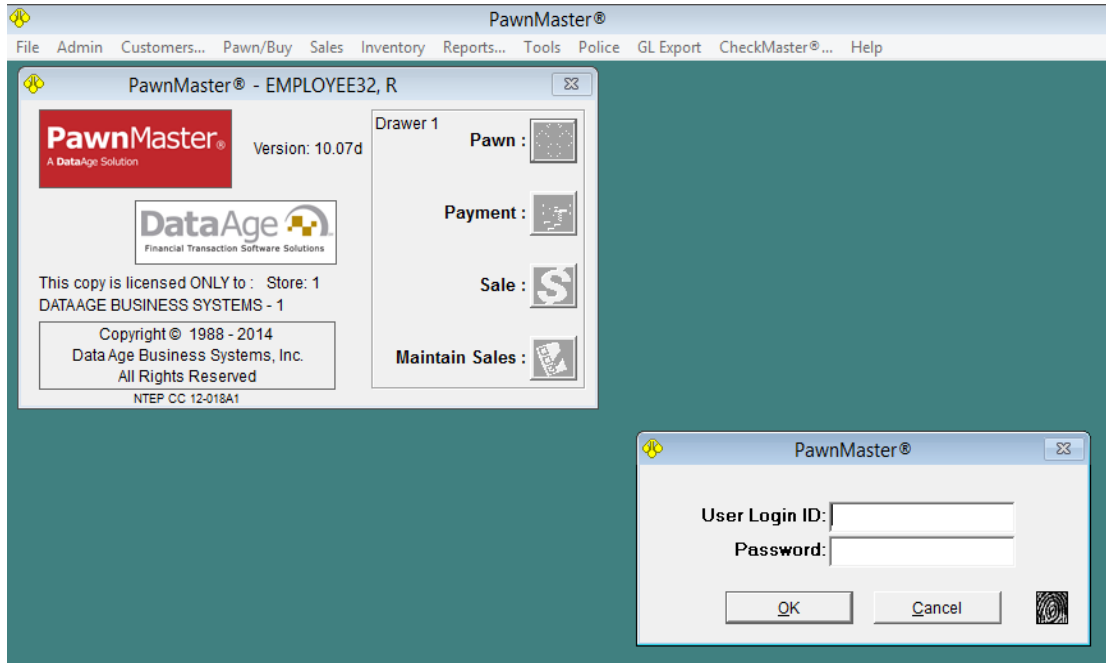 PawnMaster®
File Admin Customers... Pawn/Buy Sales Inventory Reports... Tools Police GL Export CheckMaster®... Help
PawnMaster® - EMPLOYEE32, R
PawnMaster®
A DataAge Solution
Version: 10.07d
DataAge
Financial Transaction Software Solutions
This copy is licensed ONLY to : Store: 1
DATAAGE BUSINESS SYSTEMS - 1
Copyright © 1988 - 2014
Data Age Business Systems, Inc.
All Rights Reserved
NTEP CC 12-018A1
Drawer 1
Pawn :
Payment :
Sale :
Maintain Sales :
PawnMaster®
User Login ID:
Password:
OK
Cancel